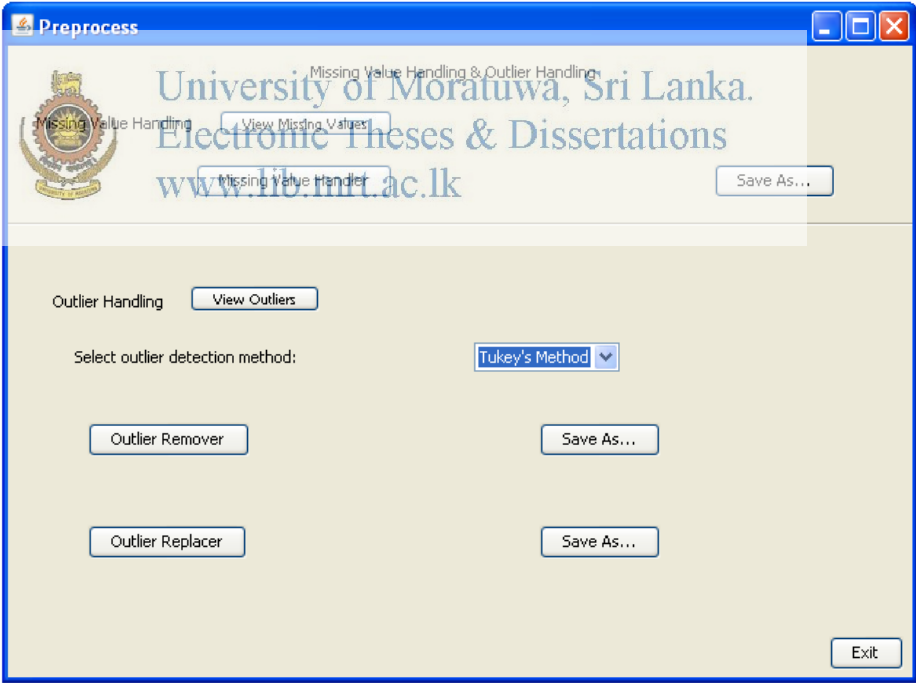 Preprocess
Missing Value Handling & Outlier Handling
University of Moratuwa, Sri Lanka.
Missing Value Handling View Missing Values
Electronic Theses & Dissertations
Missing Value Handler Save As...
www.lib.mrt.ac.lk
Outlier Handling View Outliers
Select outlier detection method: Tukey's Method
Outlier Remover Save As...
Outlier Replacer Save As...
Exit